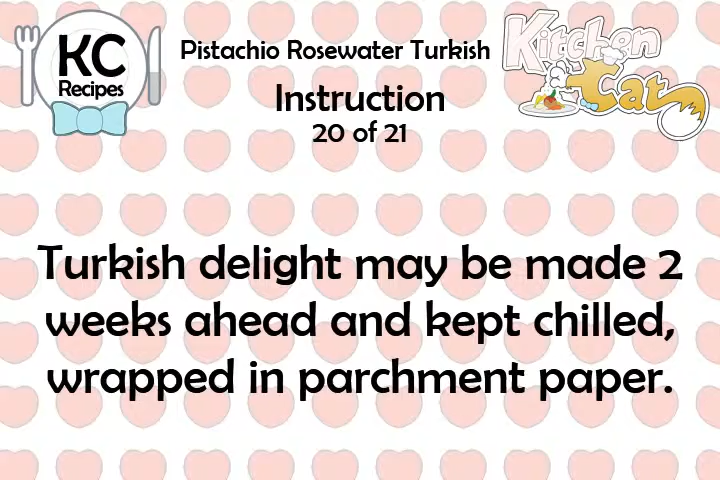 KC
Recipes
Pistachio Rosewater Turkish
Kitchen
Cat
Instruction
20 of 21
Turkish delight may be made 2
weeks ahead and kept chilled,
wrapped in parchment paper.